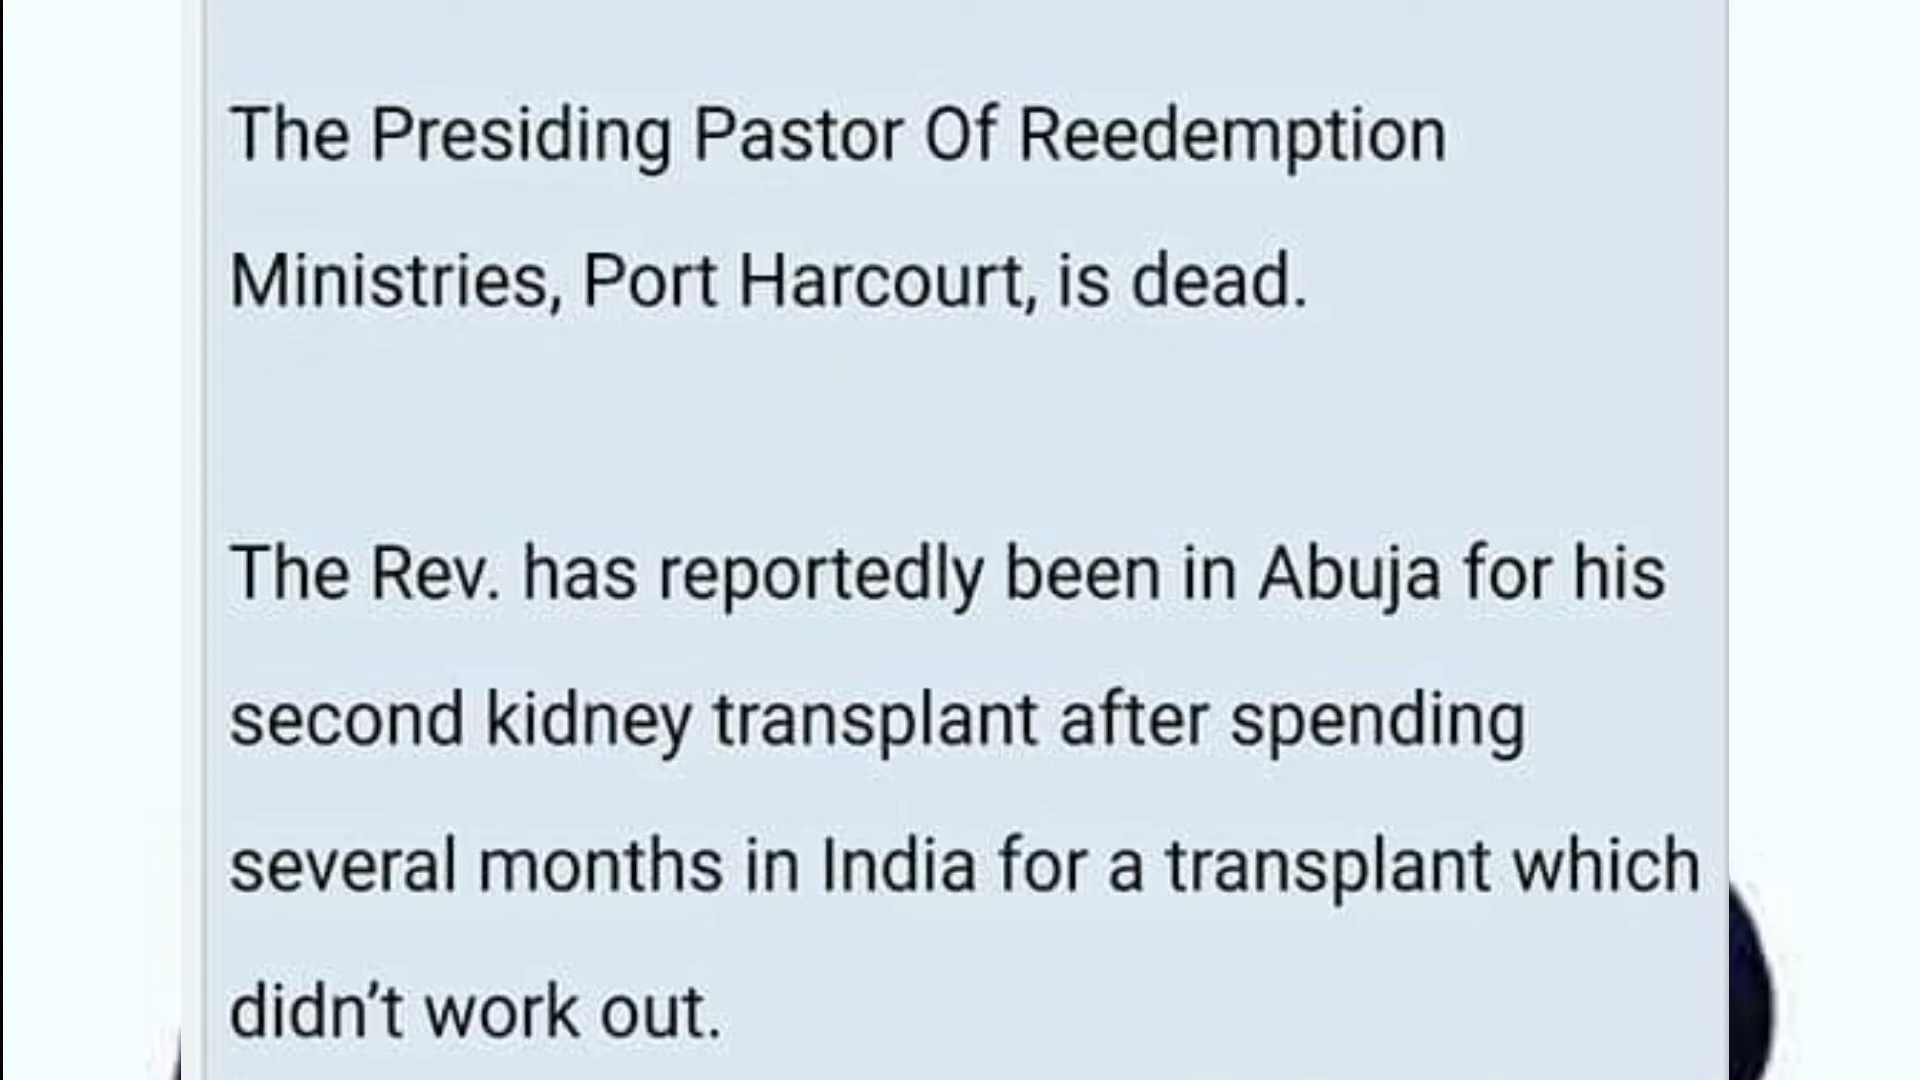 The Presiding Pastor Of Reedemption
Ministries, Port Harcourt, is dead.
The Rev. has reportedly been in Abuja for his
second kidney transplant after spending
several months in India for a transplant which
didn’t work out.